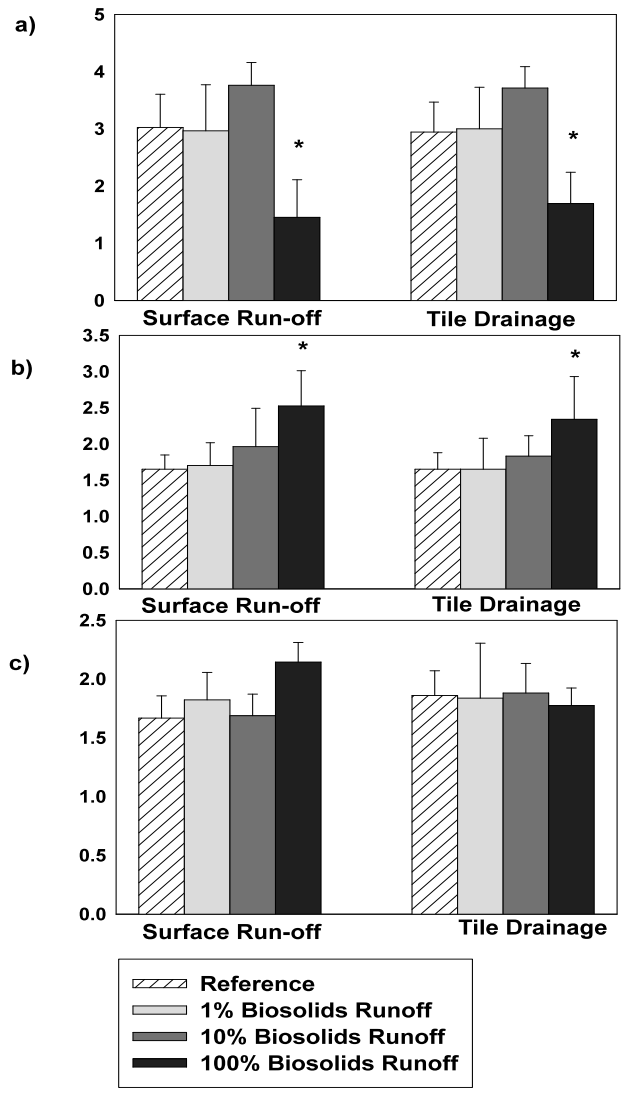 a)
5
4
3
2
1
0
*
*
Surface Run-off Tile Drainage
b)
3.5
3.0
2.5
2.0
1.5
1.0
0.5
0.0
*
*
Surface Run-off Tile Drainage
c)
2.5
2.0
1.5
1.0
0.5
0.0
Surface Run-off Tile Drainage
Reference
1% Biosolids Runoff
10% Biosolids Runoff
100% Biosolids Runoff